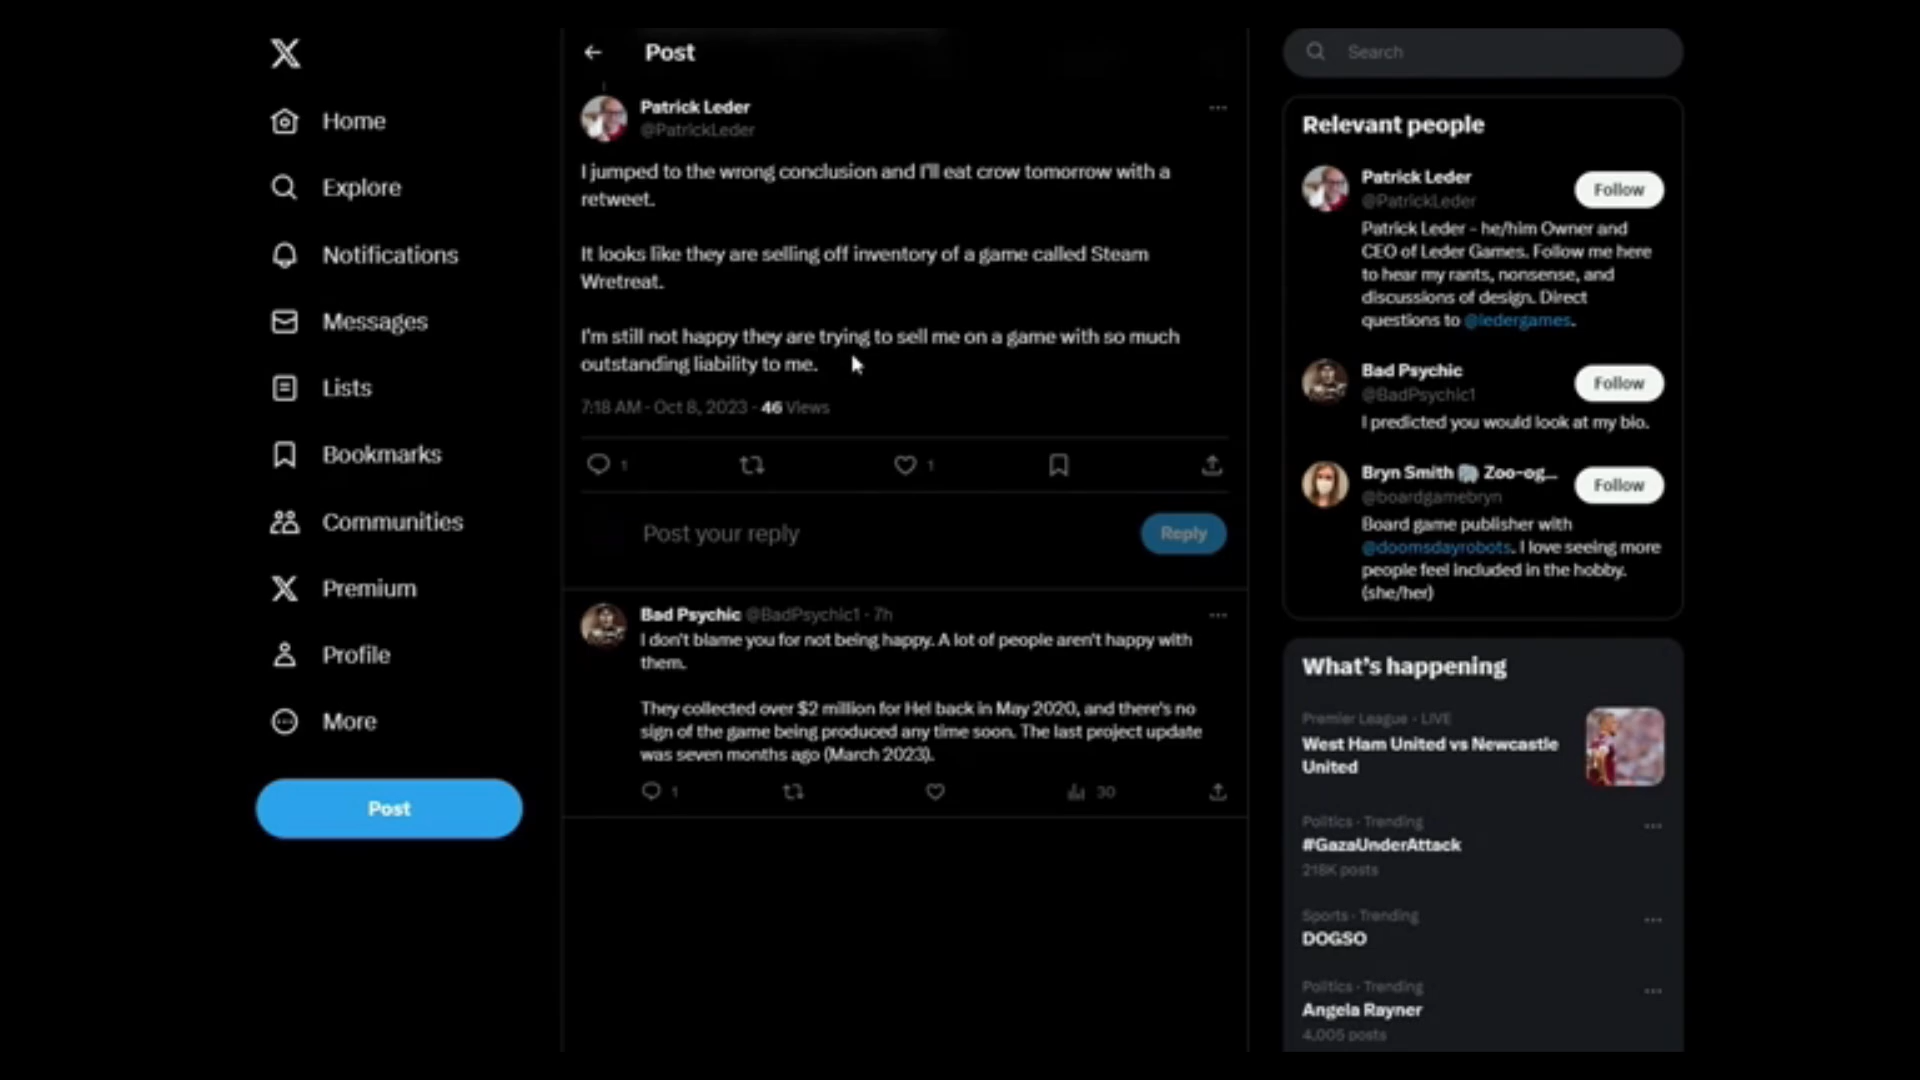 Home
Explore
Notifications
Messages
Lists
Bookmarks
Communities
Premium
Profile
More
Post
Post
Patrick Leder
@PatrickLeder
I jumped to the wrong conclusion and I'll eat crow tomorrow with a
retweet.
It looks like they are selling off inventory of a game called Steam
Wretreat.
I'm still not happy they are trying to sell me on a game with so much
outstanding liability to me.
7:18 AM · Oct 8, 2023 · 46 Views
1
1
Post your reply
Reply
Bad Psychic @BadPsychic1 · 7h
I don't blame you for not being happy. A lot of people aren't happy with
them.
They collected over $2 million for Hel back in May 2020, and there's no
sign of the game being produced any time soon. The last project update
was seven months ago (March 2023).
1
30
Search
Relevant people
Patrick Leder
@PatrickLeder
Follow
Patrick Leder - he/him Owner and
CEO of Leder Games. Follow me here
to hear my rants, nonsense, and
discussions of design. Direct
questions to @ledergames.
Bad Psychic
@BadPsychic1
Follow
I predicted you would look at my bio.
Bryn Smith Zoo-og...
@boardgamebryn
Follow
Board game publisher with
@doomsdayrobots. I love seeing more
people feel included in the hobby.
(she/her)
What's happening
Premier League · LIVE
West Ham United vs Newcastle
United
Politics · Trending
#GazaUnderAttack
218K posts
Sports · Trending
DOGSO
Politics · Trending
Angela Rayner
4,005 posts